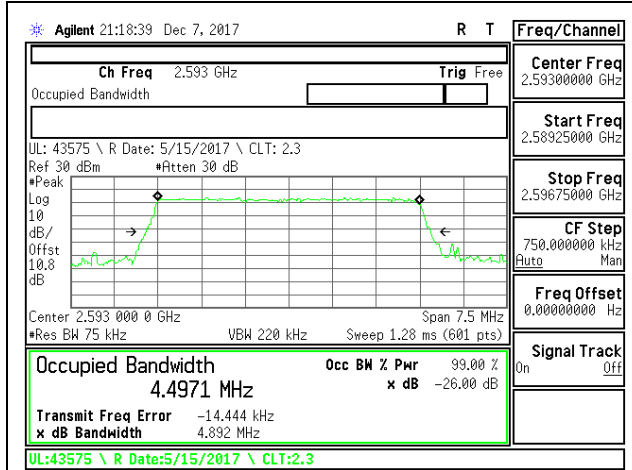 Agilent 21:18:39 Dec 7, 2017 R T
Freq/Channel
Ch Freq 2.593 GHz Trig Free
Occupied Bandwidth
Center Freq
2.59300000 GHz
Start Freq
2.58925000 GHz
Stop Freq
2.59675000 GHz
CF Step
750.000000 kHz
Auto Man
Freq Offset
0.00000000 Hz
Signal Track
On Off
UL: 43575 \ R Date: 5/15/2017 \ CLT: 2.3
Ref 30 dBm #Atten 30 dB
#Peak
Log
10
dB/
Offst
10.8
dB
Center 2.593 000 0 GHz Span 7.5 MHz
#Res BW 75 kHz VBW 220 kHz Sweep 1.28 ms (601 pts)
Occupied Bandwidth Occ BW % Pwr 99.00 %
4.4971 MHz x dB -26.00 dB
Transmit Freq Error -14.444 kHz
x dB Bandwidth 4.892 MHz
UL:43575 \ R Date:5/15/2017 \ CLT:2.3